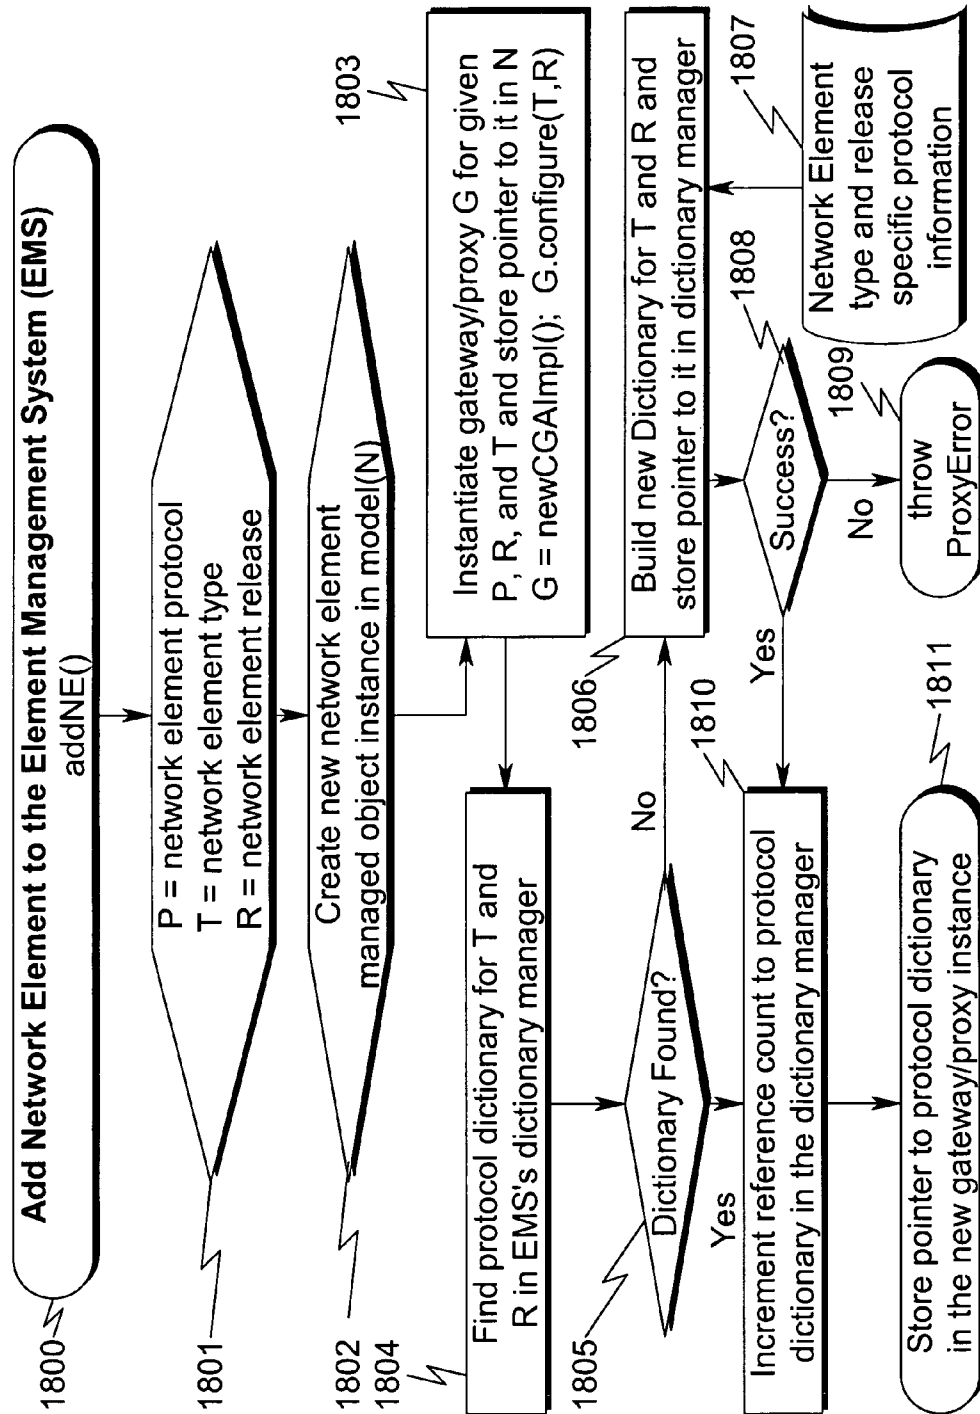 Add Network Element to the Element Management System (EMS)
addNE()
1800
P = network element protocol
T = network element type
R = network element release
1801
Create new network element
managed object instance in model(N)
1802
1803
Instantiate gateway/proxy G for given
P, R, and T and store pointer to it in N
G = newCGAImpl(); G.configure(T,R)
1804
Find protocol dictionary for T and
R in EMS's dictionary manager
1805
Dictionary Found?
No
Yes
1806
Build new Dictionary for T and R and
store pointer to it in dictionary manager
1807
Network Element
type and release
specific protocol
information
1808
Success?
Yes
No
1809
throw
ProxyError
1810
Increment reference count to protocol
dictionary in the dictionary manager
1811
Store pointer to protocol dictionary
in the new gateway/proxy instance